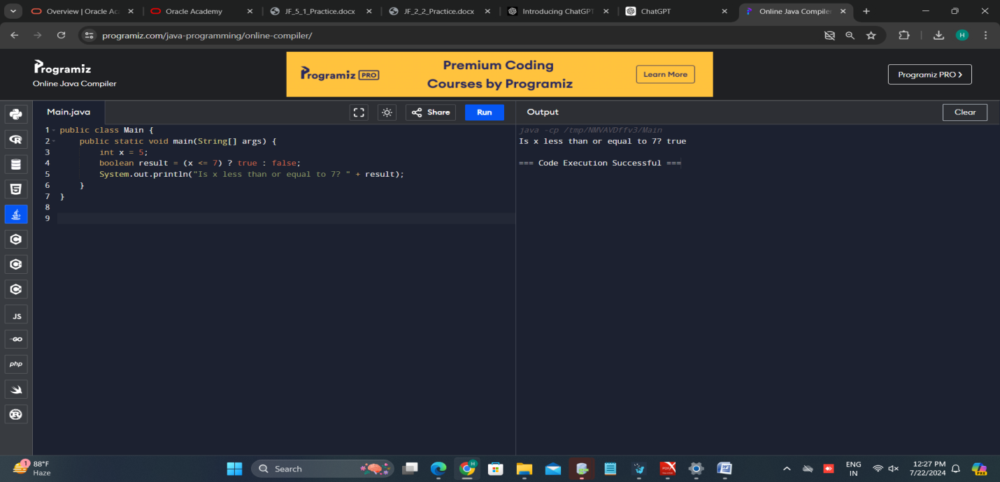 Overview | Oracle Ac
Oracle Academy
JF_5_1_Practice.docx
JF_2_2_Practice.docx
Introducing ChatGPT
ChatGPT
Online Java Compiler
programiz.com/java-programming/online-compiler/
H
Programiz
Online Java Compiler
Programiz PRO
Premium Coding
Courses by Programiz
Learn More
Programiz PRO
Main.java
Share
Run
Output
Clear
1 public class Main {
2 public static void main(String[] args) {
3 int x = 5;
4 boolean result = (x <= 7) ? true : false;
5 System.out.println("Is x less than or equal to 7? " + result);
6 }
7 }
8
9
java -cp /tmp/NMVAVDffv3/Main
Is x less than or equal to 7? true
=== Code Execution Successful ===
R
5
C
C
C
JS
GO
php
R
1
88°F
Haze
Search
H
ENG
IN
12:27 PM
7/22/2024
PRE